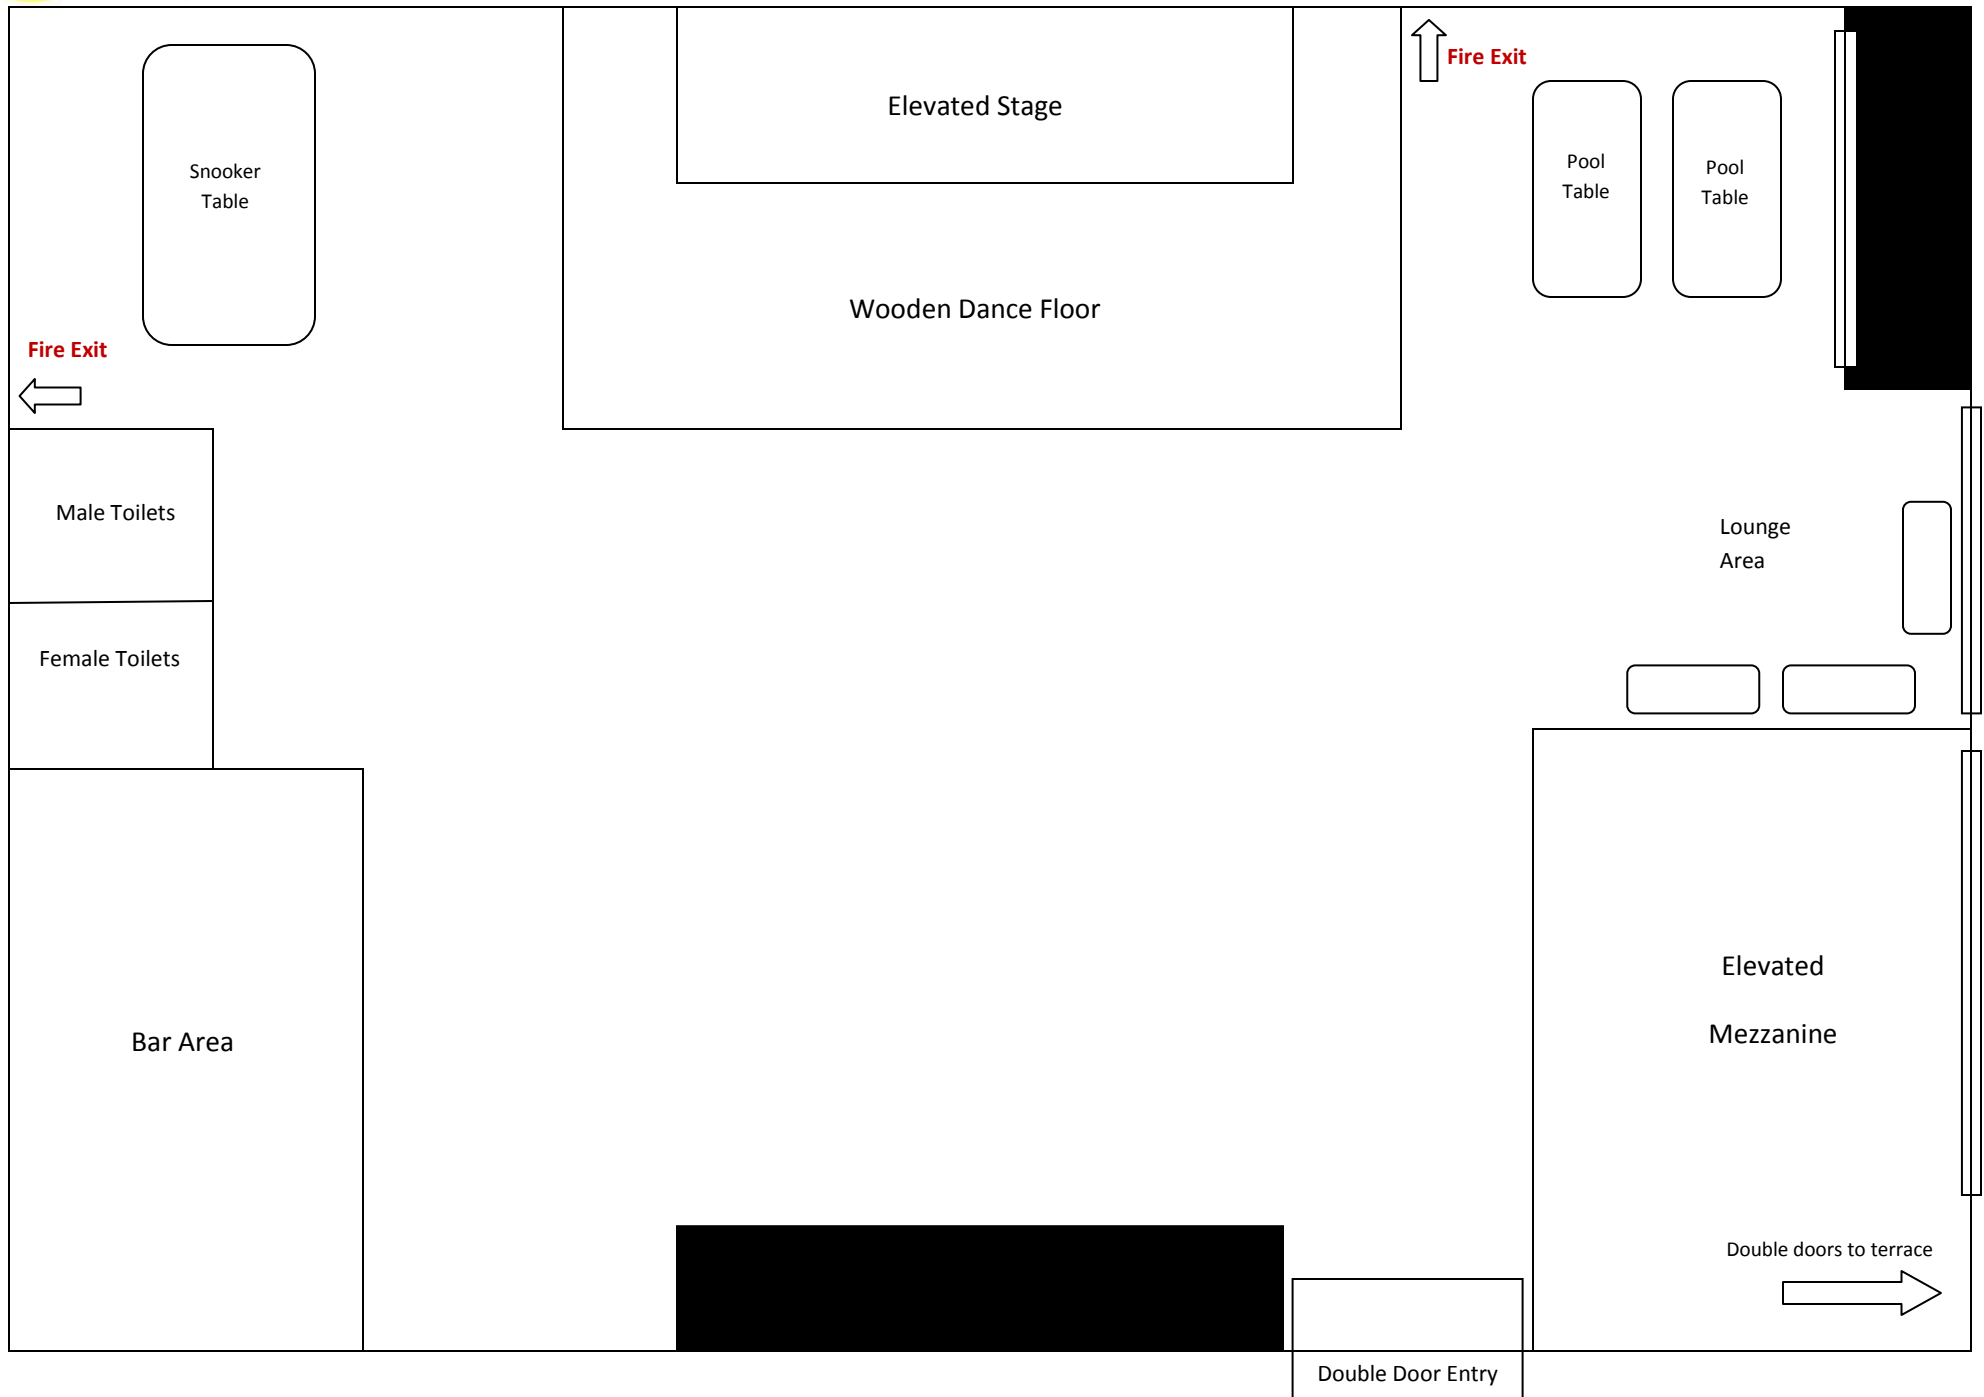 Fire Exit
Elevated Stage
Snooker
Table
Pool
Table
Pool
Table
Wooden Dance Floor
Fire Exit
Male Toilets
Lounge
Area
Female Toilets
Elevated
Mezzanine
Bar Area
Double doors to terrace
Double Door Entry